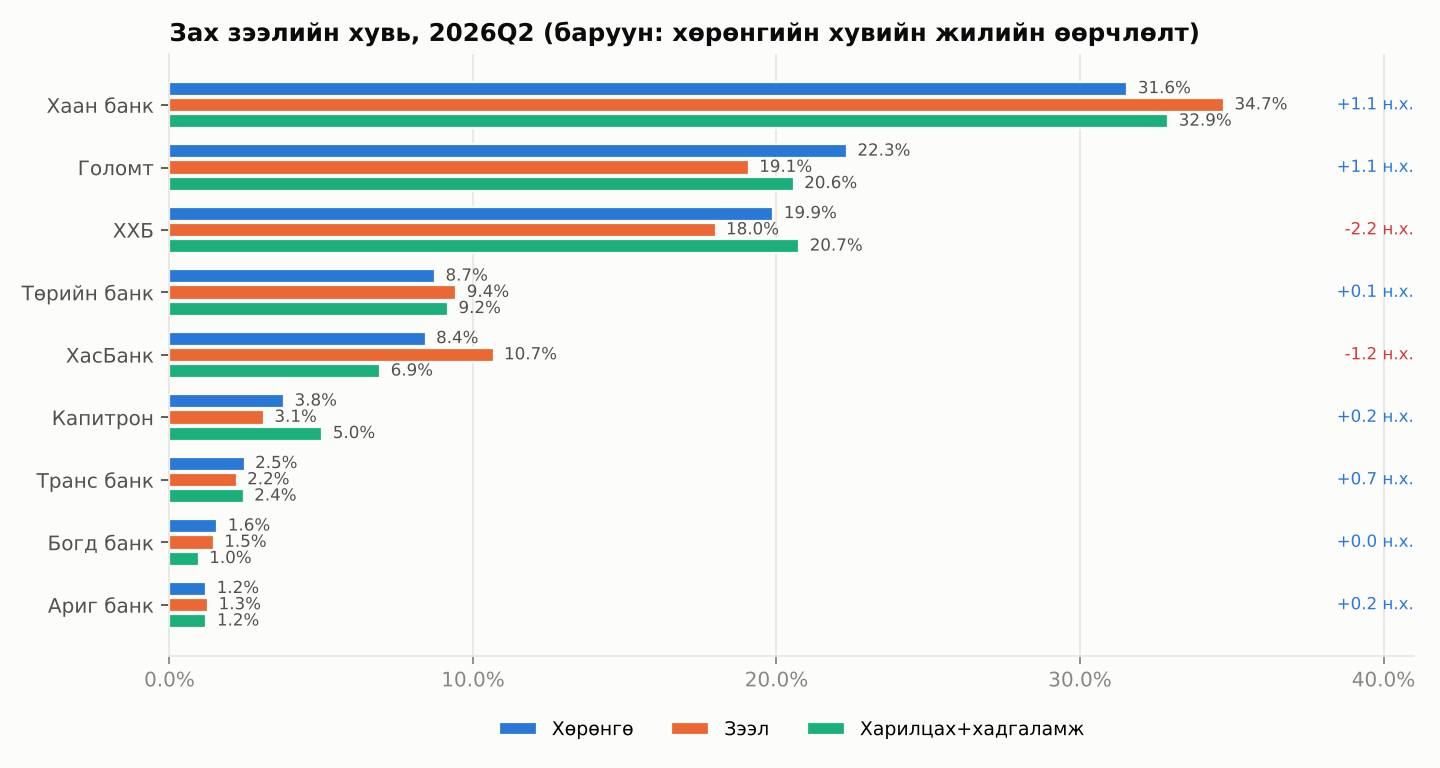 Зах зээлийн хувь, 2026Q2 (баруун: хөрөнгийн хувийн жилийн өөрчлөлт)
Хаан банк
31.6%
34.7%
32.9%
+1.1 н.х.
Голомт
22.3%
19.1%
20.6%
+1.1 н.х.
ХХБ
19.9%
18.0%
20.7%
-2.2 н.х.
Төрийн банк
8.7%
9.4%
9.2%
+0.1 н.х.
ХасБанк
8.4%
10.7%
6.9%
-1.2 н.х.
Капитрон
3.8%
3.1%
5.0%
+0.2 н.х.
Транс банк
2.5%
2.2%
2.4%
+0.7 н.х.
Богд банк
1.6%
1.5%
1.0%
+0.0 н.х.
Ариг банк
1.2%
1.3%
1.2%
+0.2 н.х.
0.0% 10.0% 20.0% 30.0% 40.0%
Хөрөнгө Зээл Харилцах+хадгаламж